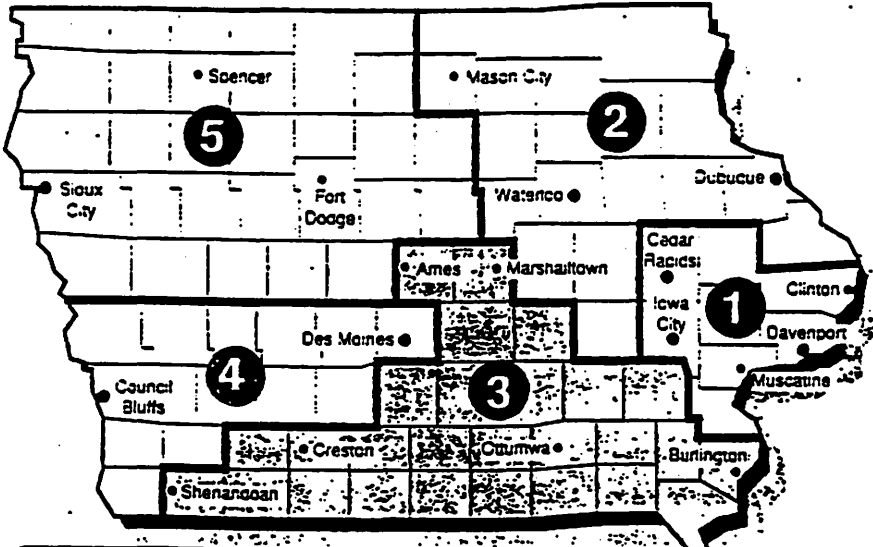 Spencer
Mason City
5
2
Dubuque
Sioux
City
Fort
Dodge
Waterloo
Cedar
Rapids
Ames
Marshalltown
Clinton
1
Iowa
City
Des Moines
Davenport
4
3
Muscatine
Council
Bluffs
Creston
Ottumwa
Burlington
Shenandoah